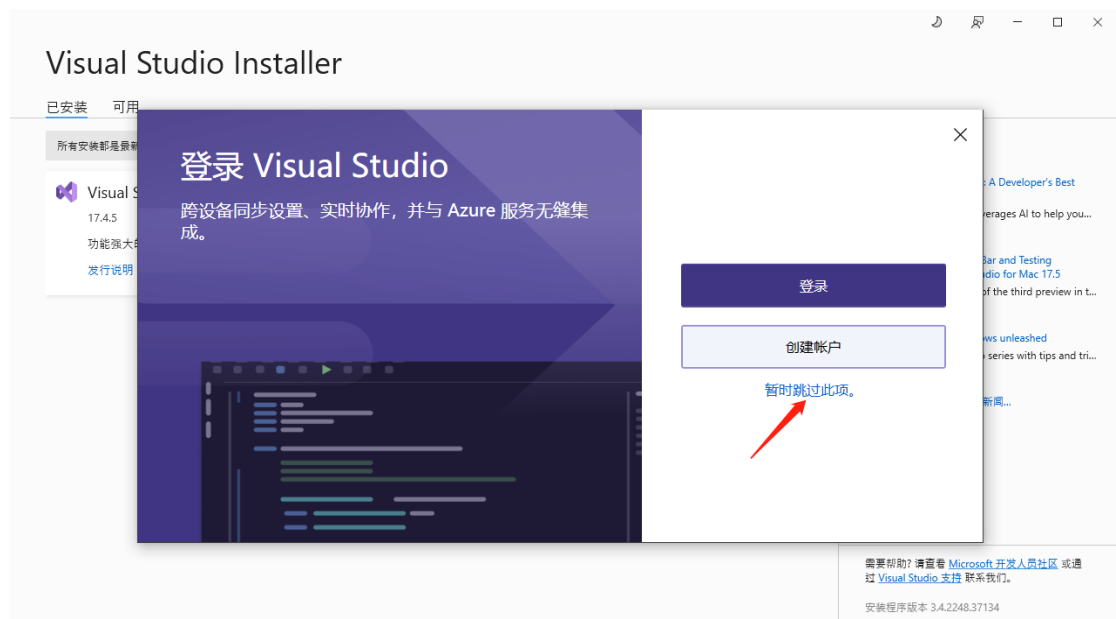 Visual Studio Installer
已安装 可用
所有安装都是最新
Visual S
17.4.5
功能强大的
发行说明
登录 Visual Studio
跨设备同步设置、实时协作，并与 Azure 服务无缝集
成。
登录
创建帐户
暂时跳过此项。
: A Developer's Best
verages AI to help you...
Bar and Testing
udio for Mac 17.5
of the third preview in t...
ows unleashed
series with tips and tri...
新闻...
需要帮助? 请查看 Microsoft 开发人员社区 或通
过 Visual Studio 支持 联系我们。
安装程序版本 3.4.2248.37134